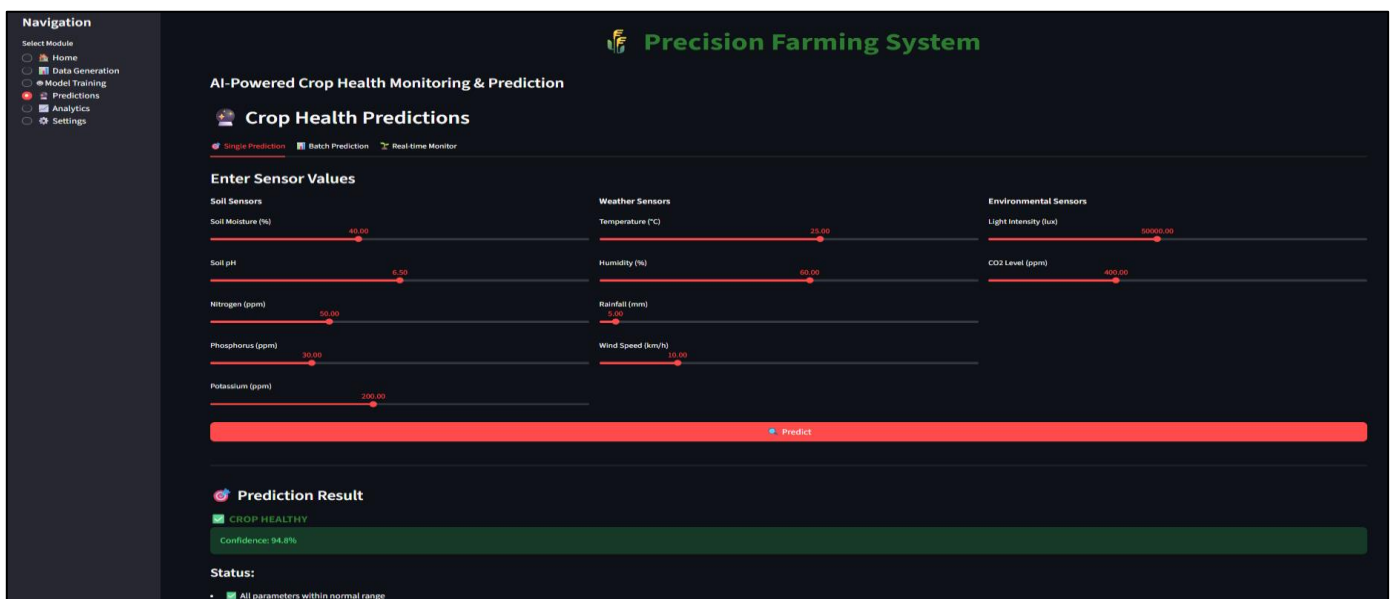 Navigation
Select Module
Home
Data Generation
Model Training
Predictions
Analytics
Settings
Precision Farming System
AI-Powered Crop Health Monitoring & Prediction
Crop Health Predictions
Single Prediction Batch Prediction Real-time Monitor
Enter Sensor Values
Soil Sensors
Soil Moisture (%)
40.00
Soil pH
6.50
Nitrogen (ppm)
50.00
Phosphorus (ppm)
30.00
Potassium (ppm)
200.00
Weather Sensors
Temperature (°C)
25.00
Humidity (%)
60.00
Rainfall (mm)
5.00
Wind Speed (km/h)
10.00
Environmental Sensors
Light Intensity (lux)
50000.00
CO2 Level (ppm)
400.00
Predict
Prediction Result
CROP HEALTHY
Confidence: 94.8%
Status:
All parameters within normal range